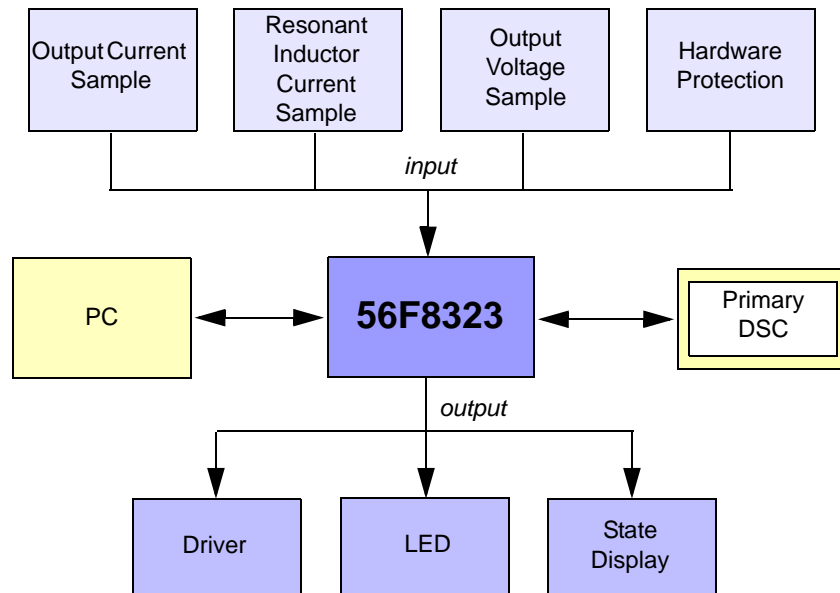 Output Current
Sample
Resonant
Inductor
Current
Sample
Output
Voltage
Sample
Hardware
Protection
input
PC
56F8323
Primary
DSC
output
Driver
LED
State
Display